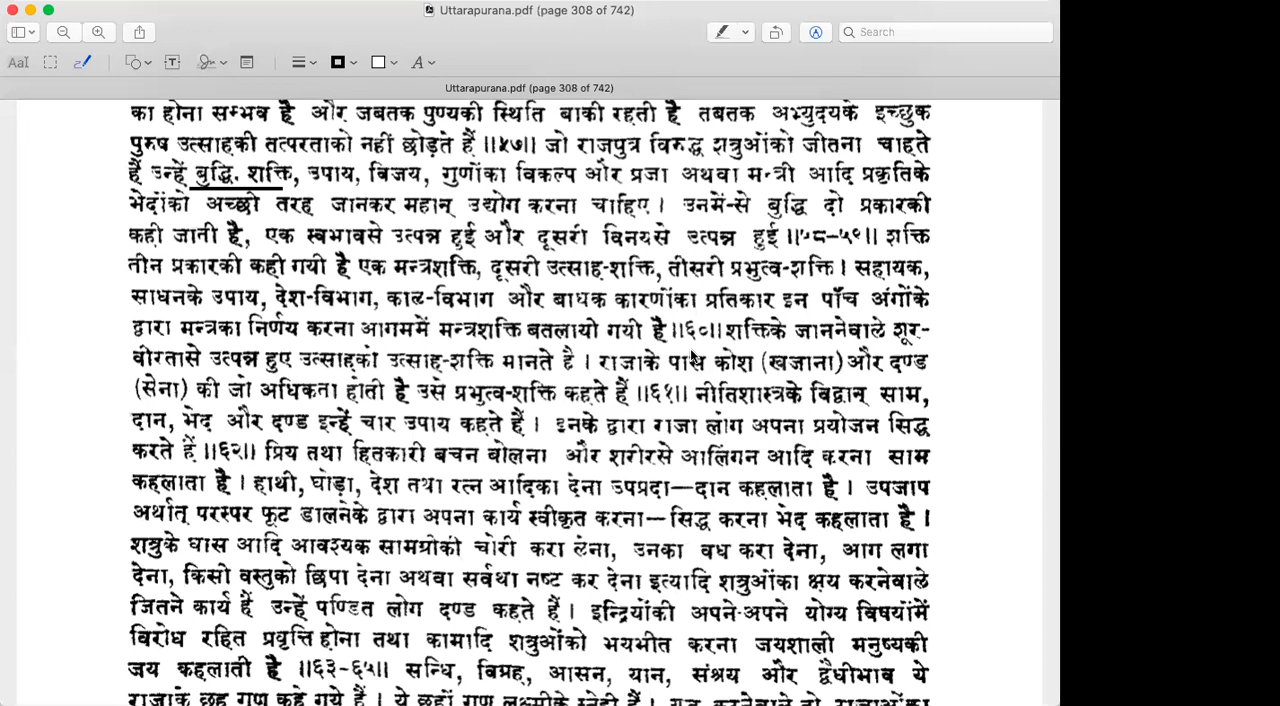 Uttarapurana.pdf (page 308 of 742)
Search
AaI
Uttarapurana.pdf (page 308 of 742)
का होना सम्भव है और जबतक पुण्यकी स्थिति बाकी रहती है तबतक अभ्युदयके इच्छुक
पुरुष उत्साहकी तत्परताको नहीं छोड़ते हैं ॥५७॥ जो राजपुत्र विरुद्ध शत्रुओंको जीतना चाहते
हैं उन्हें बुद्धि, शक्ति, उपाय, विजय, गुणोंका विकल्प और प्रजा अथवा मन्त्री आदि प्रकृतिके
भेदोंको अच्छी तरह जानकर महान् उद्योग करना चाहिए । उनमें-से बुद्धि दो प्रकारकी
कही जाती है, एक स्वभावसे उत्पन्न हुई और दूसरी विनयसे उत्पन्न हुई ॥५८-५९॥ शक्ति
तीन प्रकारकी कही गयी है एक मन्त्रशक्ति, दूसरी उत्साह-शक्ति, तीसरी प्रभुत्व-शक्ति । सहायक,
साधनके उपाय, देश-विभाग, काल-विभाग और बाधक कारणोंका प्रतिकार इन पाँच अंगोंके
द्वारा मन्त्रका निर्णय करना आगममें मन्त्रशक्ति बतलायी गयी है ॥६०॥ शक्तिके जाननेवाले शूर-
वीरतासे उत्पन्न हुए उत्साहको उत्साह-शक्ति मानते हैं । राजाके पास कोश (खजाना) और दण्ड
(सेना) की जो अधिकता होती है उसे प्रभुत्व-शक्ति कहते हैं ॥६१॥ नीतिशास्त्रके विद्वान् साम,
दान, भेद और दण्ड इन्हें चार उपाय कहते हैं । इनके द्वारा राजा लोग अपना प्रयोजन सिद्ध
करते हैं ॥६२॥ प्रिय तथा हितकारी बचन बोलना और शरीरसे आलिंगन आदि करना साम
कहलाता है । हाथी, घोड़ा, देश तथा रत्न आदिका देना उपप्रदा—दान कहलाता है । उपजाप
अर्थात् परस्पर फूट डालनेके द्वारा अपना कार्य स्वीकृत करना—सिद्ध करना भेद कहलाता है ।
शत्रुके घास आदि आवश्यक सामग्रीकी चोरी करा लेना, उनका वध करा देना, आग लगा
देना, किसी वस्तुको छिपा देना अथवा सर्वथा नष्ट कर देना इत्यादि शत्रुओंका क्षय करनेवाले
जितने कार्य हैं उन्हें पण्डित लोग दण्ड कहते हैं । इन्द्रियोंकी अपने-अपने योग्य विषयोंमें
विरोध रहित प्रवृत्ति होना तथा कामादि शत्रुओंको भयभीत करना जयशाली मनुष्यकी
जय कहलाती है ॥६३-६५॥ सन्धि, विग्रह, आसन, यान, संश्रय और द्वैधीभाव ये
राजाके छह गुण कहे गये हैं । ये छहों गुण लक्ष्मीके स्नेही हैं ।